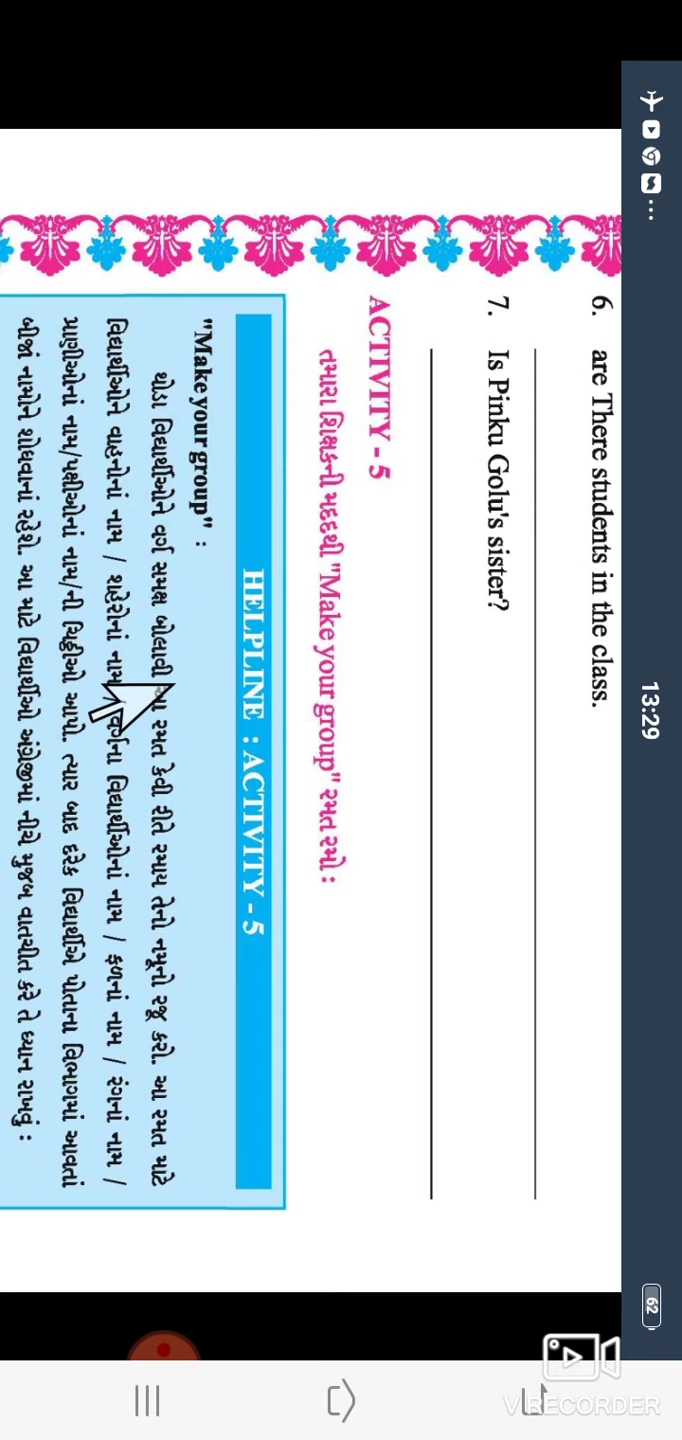 13:29
62
6. are There students in the class.
7. Is Pinku Golu's sister?
ACTIVITY - 5
તમારા શિક્ષકની મદદથી "Make your group" રમત રમો :
HELPLINE : ACTIVITY - 5
"Make your group" :
થોડા વિદ્યાર્થીઓને વર્ગ સમક્ષ બોલાવી આ રમત કેવી રીતે રમાય તેનો નમૂનો રજૂ કરો. આ રમત માટે
વિદ્યાર્થીઓને વાહનોનાં નામ / શહેરોનાં નામ / વર્ગના વિદ્યાર્થીઓનાં નામ / ફળનાં નામ / રંગનાં નામ /
પ્રાણીઓનાં નામ/પક્ષીઓનાં નામ/ની ચિઠ્ઠીઓ આપો. ત્યાર બાદ દરેક વિદ્યાર્થીએ પોતાના વિભાગમાં આવતાં
બીજાં નામોને શોધવાનાં રહેશે. આ માટે વિદ્યાર્થીઓ અંગ્રેજીમાં નીચે મુજબ વાતચીત કરે તે ધ્યાન રાખવું :
V RECORDER